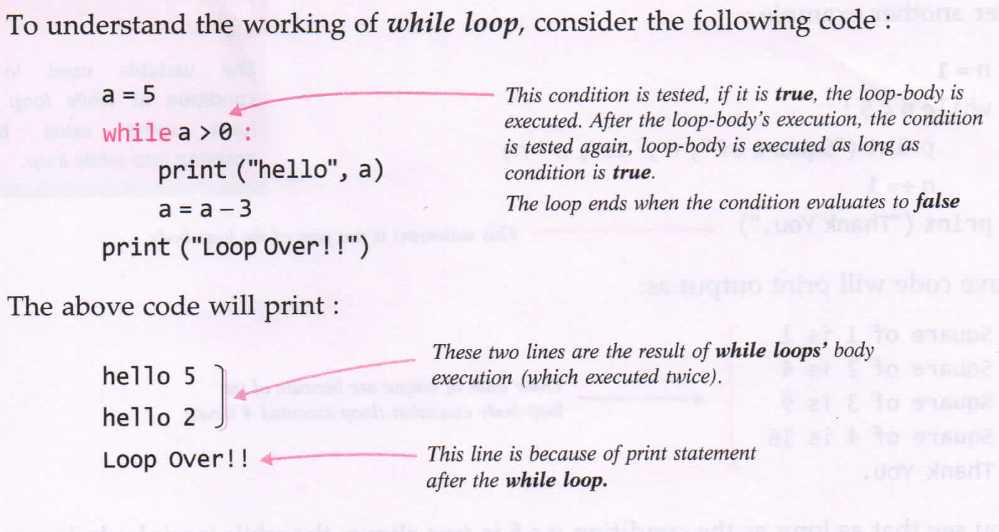 To understand the working of while loop, consider the following code :
a = 5
while a > 0 :
print ("hello", a)
a = a – 3
print ("Loop Over!!")
This condition is tested, if it is true, the loop-body is
executed. After the loop-body's execution, the condition
is tested again, loop-body is executed as long as
condition is true.
The loop ends when the condition evaluates to false
The above code will print :
hello 5
hello 2
Loop Over!!
These two lines are the result of while loops' body
execution (which executed twice).
This line is because of print statement
after the while loop.